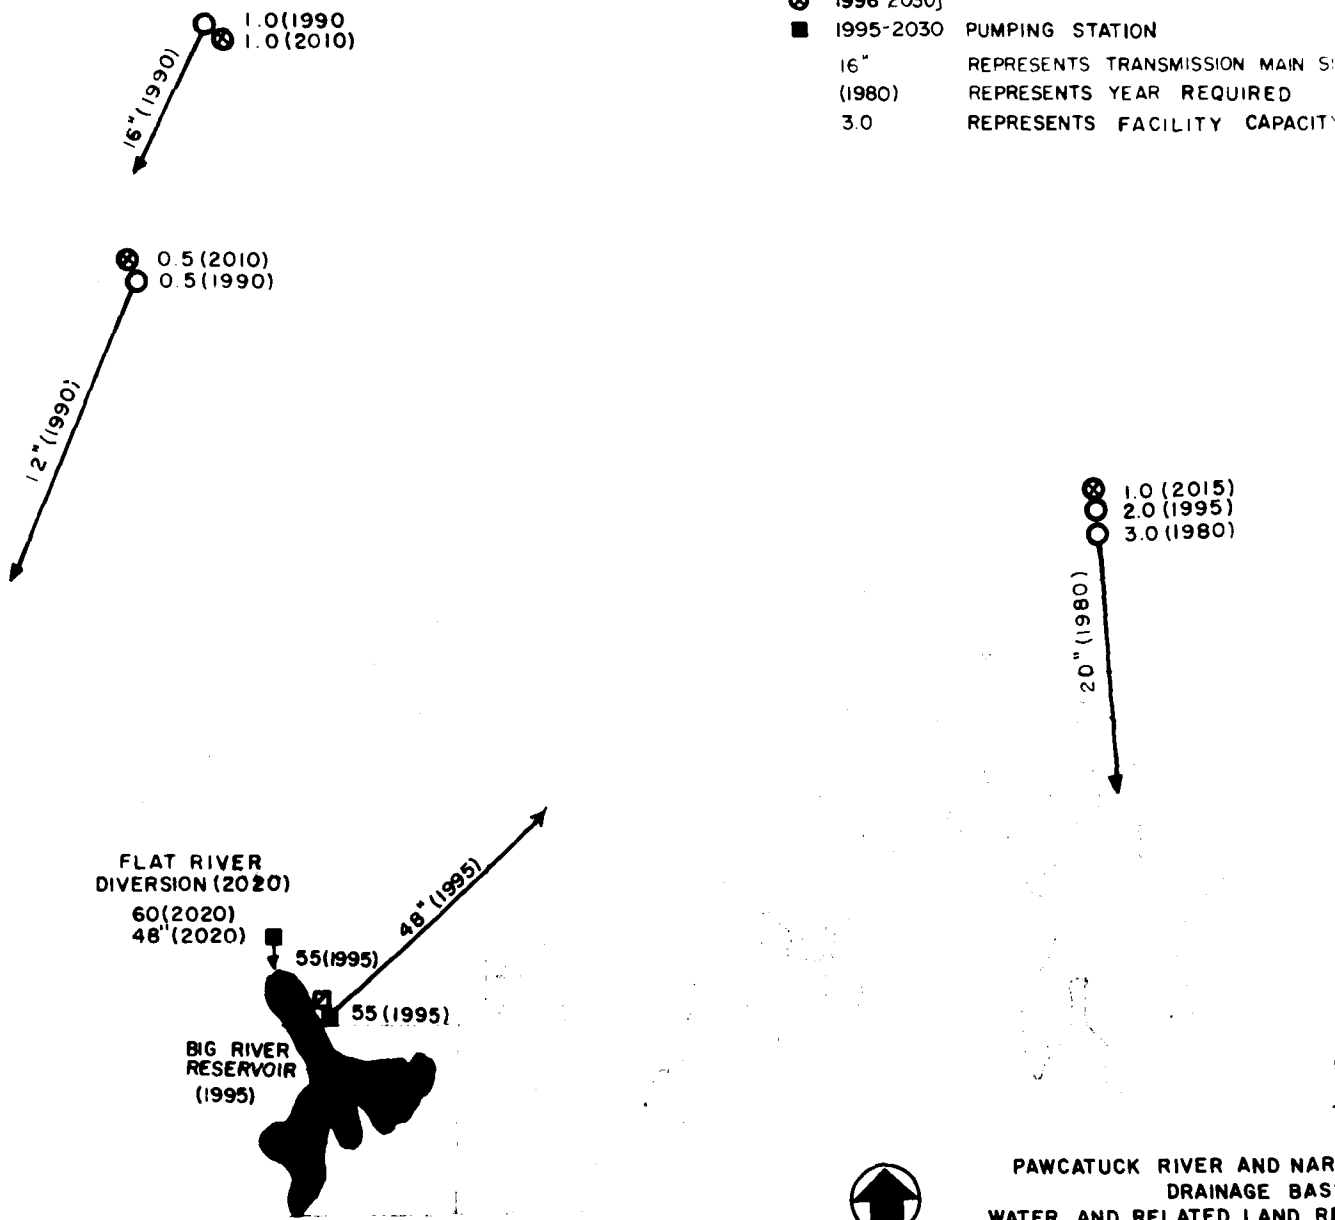 1996-2030]
1995-2030 PUMPING STATION
16" REPRESENTS TRANSMISSION MAIN
(1980) REPRESENTS YEAR REQUIRED
3.0 REPRESENTS FACILITY CAPACITY
1.0(1990
1.0(2010)
16"(1990)
0.5(2010)
0.5(1990)
12"(1990)
1.0(2015)
2.0(1995)
3.0(1980)
20"(1980)
FLAT RIVER
DIVERSION (2020)
60(2020)
48"(2020)
48"(1995)
55(1995)
55(1995)
BIG RIVER
RESERVOIR
(1995)
PAWCATUCK RIVER AND NAR
DRAINAGE BAS
WATER AND RELATED LAND RE